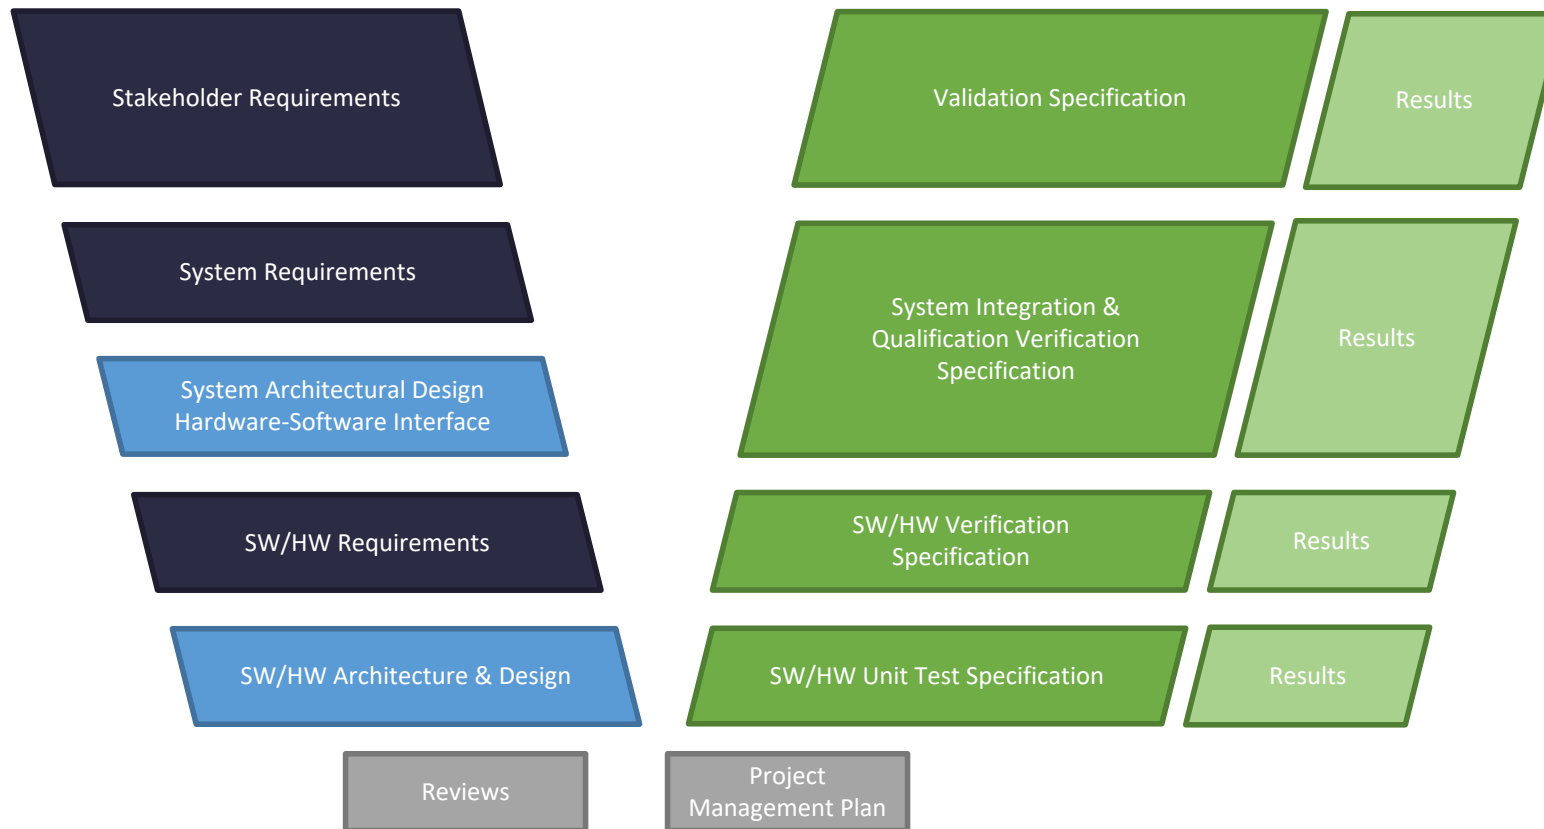 Stakeholder Requirements
Validation Specification
Results
System Requirements
System Integration &
Qualification Verification
Specification
Results
System Architectural Design
Hardware-Software Interface
SW/HW Requirements
SW/HW Verification
Specification
Results
SW/HW Architecture & Design
SW/HW Unit Test Specification
Results
Reviews
Project
Management Plan